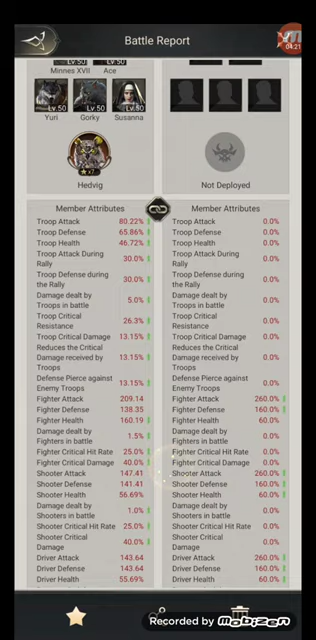 Battle Report
04:21
Lv.50 Lv.50
Minnes XVII Ace
Lv.50 Lv.50 Lv.50
Yuri Gorky Susanna
Hedvig Not Deployed
Member Attributes Member Attributes
Troop Attack 80.22% Troop Attack 0.0%
Troop Defense 65.86% Troop Defense 0.0%
Troop Health 46.72% Troop Health 0.0%
Troop Attack During Rally 30.0% Troop Attack During Rally 0.0%
Troop Defense during the Rally 30.0% Troop Defense during the Rally 0.0%
Damage dealt by Troops in battle 5.0% Damage dealt by Troops in battle 0.0%
Troop Critical Resistance 26.3% Troop Critical Resistance 0.0%
Troop Critical Damage 13.15% Troop Critical Damage 0.0%
Reduces the Critical Damage received by Troops 13.15% Reduces the Critical Damage received by Troops 0.0%
Defense Pierce against Enemy Troops 13.15% Defense Pierce against Enemy Troops 0.0%
Fighter Attack 209.14 Fighter Attack 260.0%
Fighter Defense 138.35 Fighter Defense 160.0%
Fighter Health 160.19 Fighter Health 60.0%
Damage dealt by Fighters in battle 1.5% Damage dealt by Fighters in battle 0.0%
Fighter Critical Hit Rate 25.0% Fighter Critical Hit Rate 0.0%
Fighter Critical Damage 40.0% Fighter Critical Damage 0.0%
Shooter Attack 147.41 Shooter Attack 260.0%
Shooter Defense 141.41 Shooter Defense 160.0%
Shooter Health 56.69% Shooter Health 60.0%
Damage dealt by Shooters in battle 1.0% Damage dealt by Shooters in battle 0.0%
Shooter Critical Hit Rate 25.0% Shooter Critical Hit Rate 0.0%
Shooter Critical Damage 40.0% Shooter Critical Damage 0.0%
Driver Attack 143.64 Driver Attack 260.0%
Driver Defense 143.64 Driver Defense 160.0%
Driver Health 55.69% Driver Health 60.0%
Recorded by Mobizen